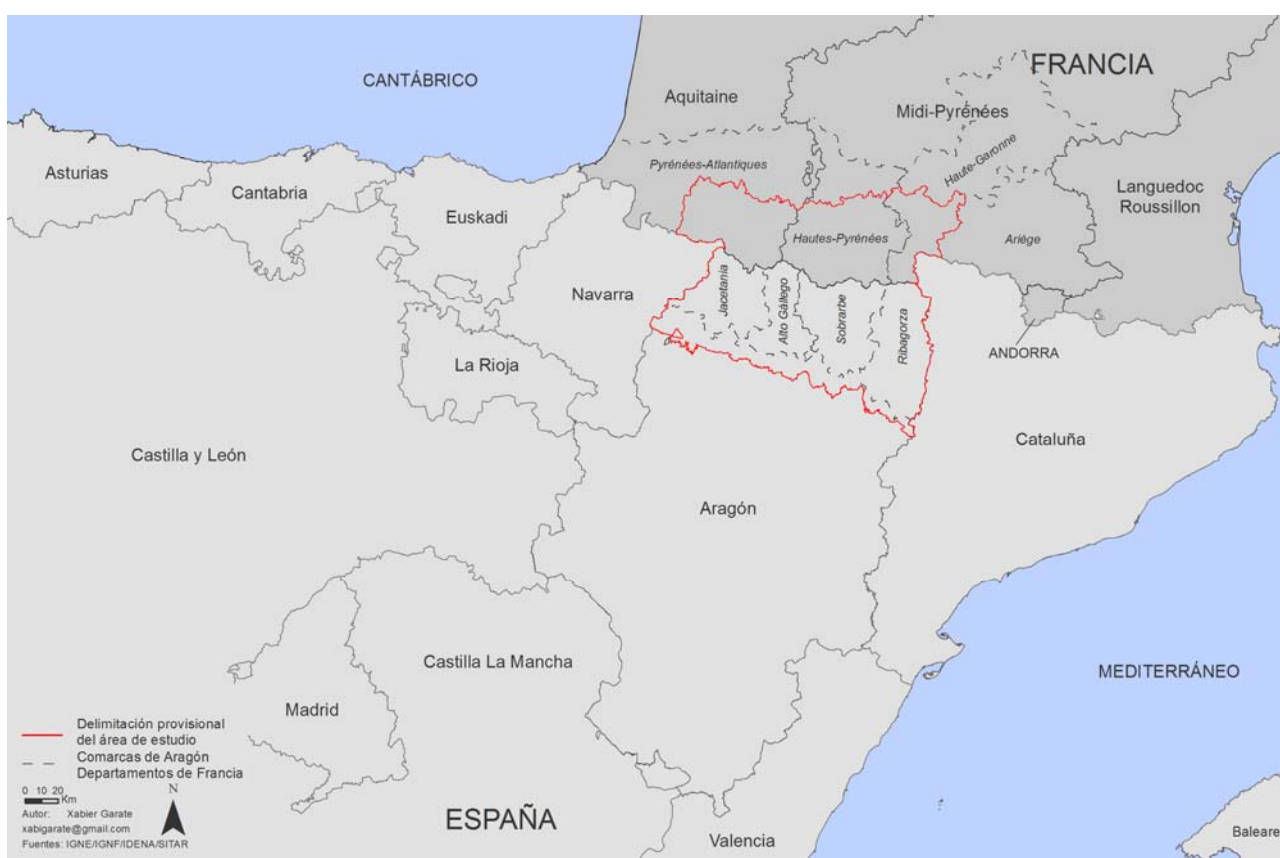 FRANCIA
CANTÁBRICO
Aquitaine
Midi-Pyrénées
Haute-Garonne
Pyrénées-Atlantiques
Asturias
Cantabria
Euskadi
Languedoc
Roussillon
Hautes-Pyrénées
Ariège
Navarra
Jacetania
Alto Gállego
Sobrarbe
Ribagorza
ANDORRA
La Rioja
Cataluña
Castilla y León
Aragón
Castilla La Mancha
MEDITERRÁNEO
Madrid
ESPAÑA
Valencia
Baleare
Delimitación provisional
del área de estudio
Comarcas de Aragón
Departamentos de Francia
0 10 20
Km
N
Autor: Xabier Garate
xabigarate@gmail.com
Fuentes: IGNE/IGNF/IDENA/SITAR